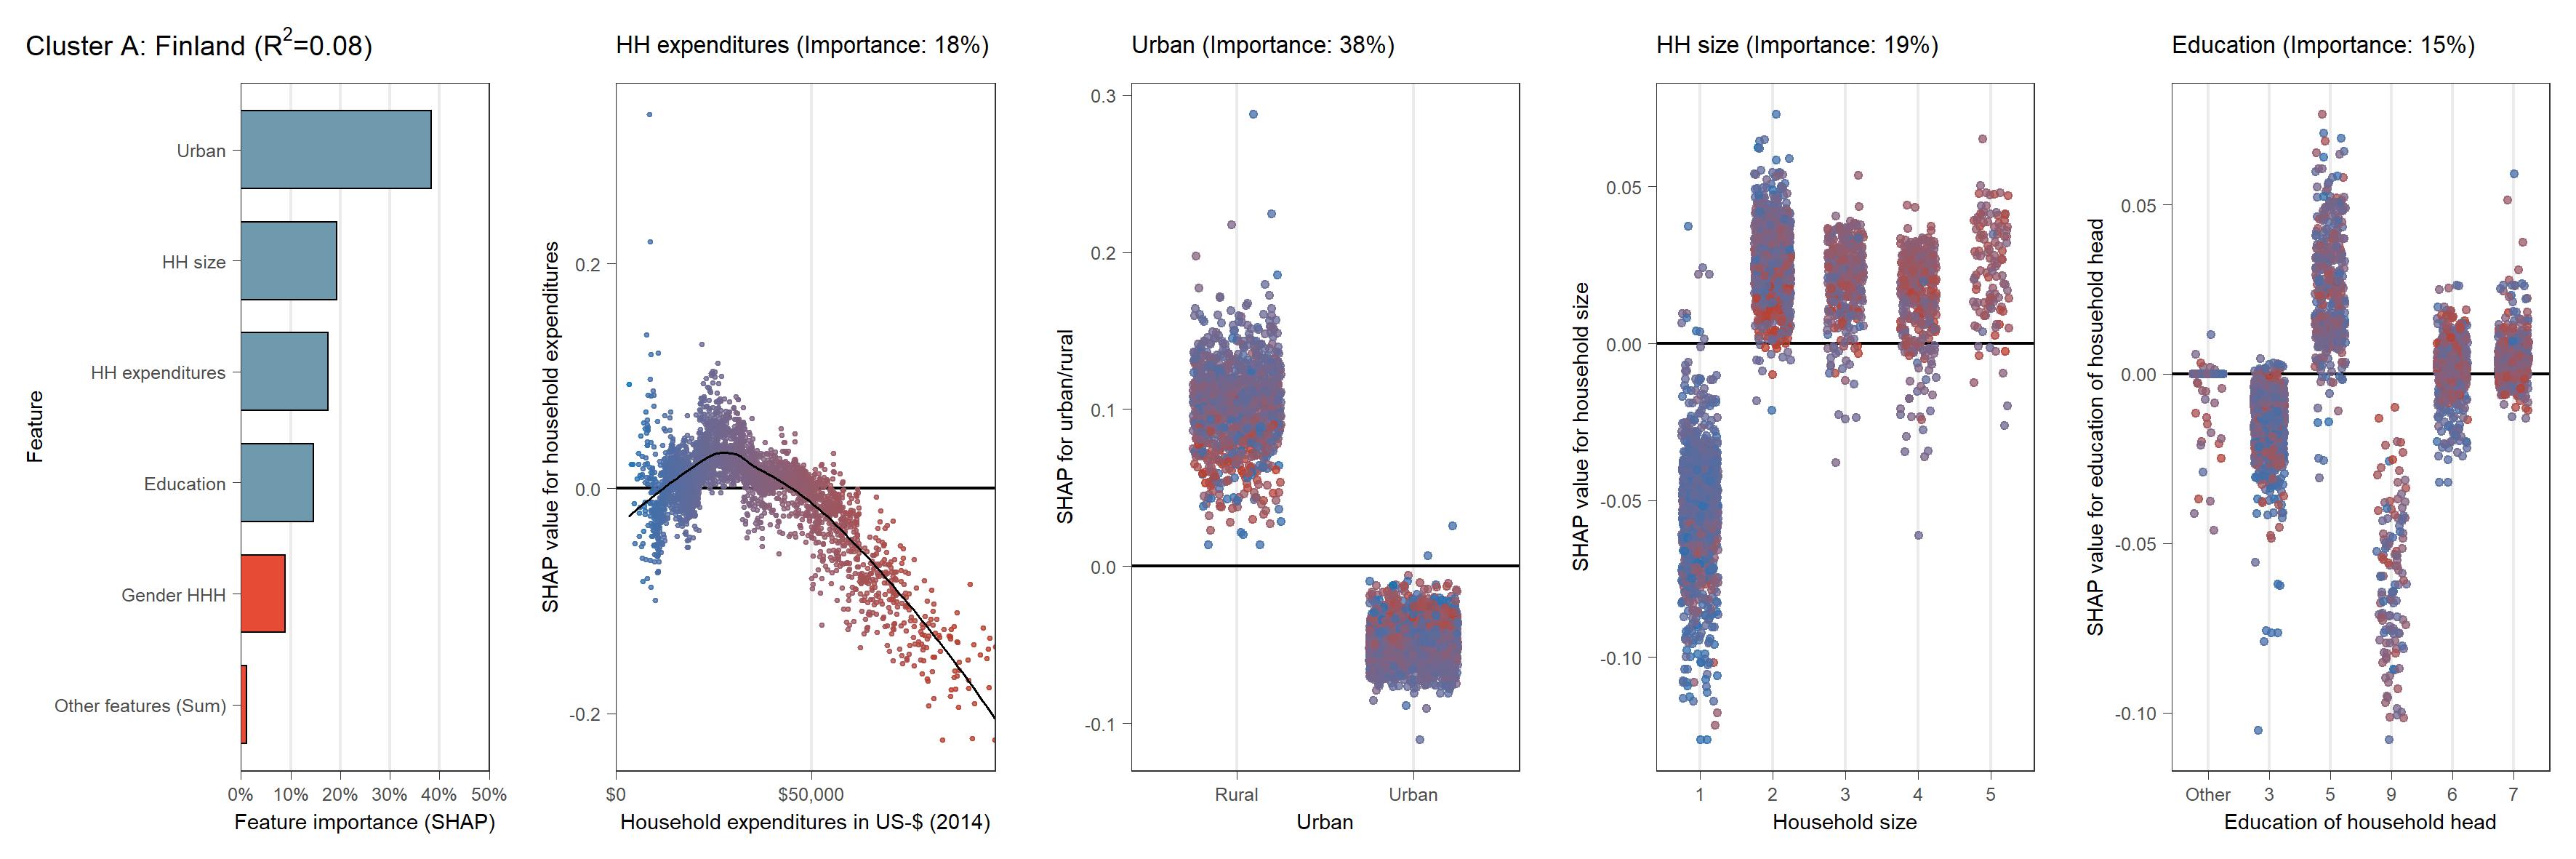 Cluster A: Finland (R²=0.08)
Feature
Urban
HH size
HH expenditures
Education
Gender HHH
Other features (Sum)
0% 10% 20% 30% 40% 50%
Feature importance (SHAP)
HH expenditures (Importance: 18%)
SHAP value for household expenditures
0.2
0.0
-0.2
$0 $50,000
Household expenditures in US-$ (2014)
Urban (Importance: 38%)
SHAP for urban/rural
0.3
0.2
0.1
0.0
-0.1
Rural Urban
Urban
HH size (Importance: 19%)
SHAP value for household size
0.05
0.00
-0.05
-0.10
1 2 3 4 5
Household size
Education (Importance: 15%)
SHAP value for education of household head
0.05
0.00
-0.05
-0.10
Other 3 5 9 6 7
Education of household head